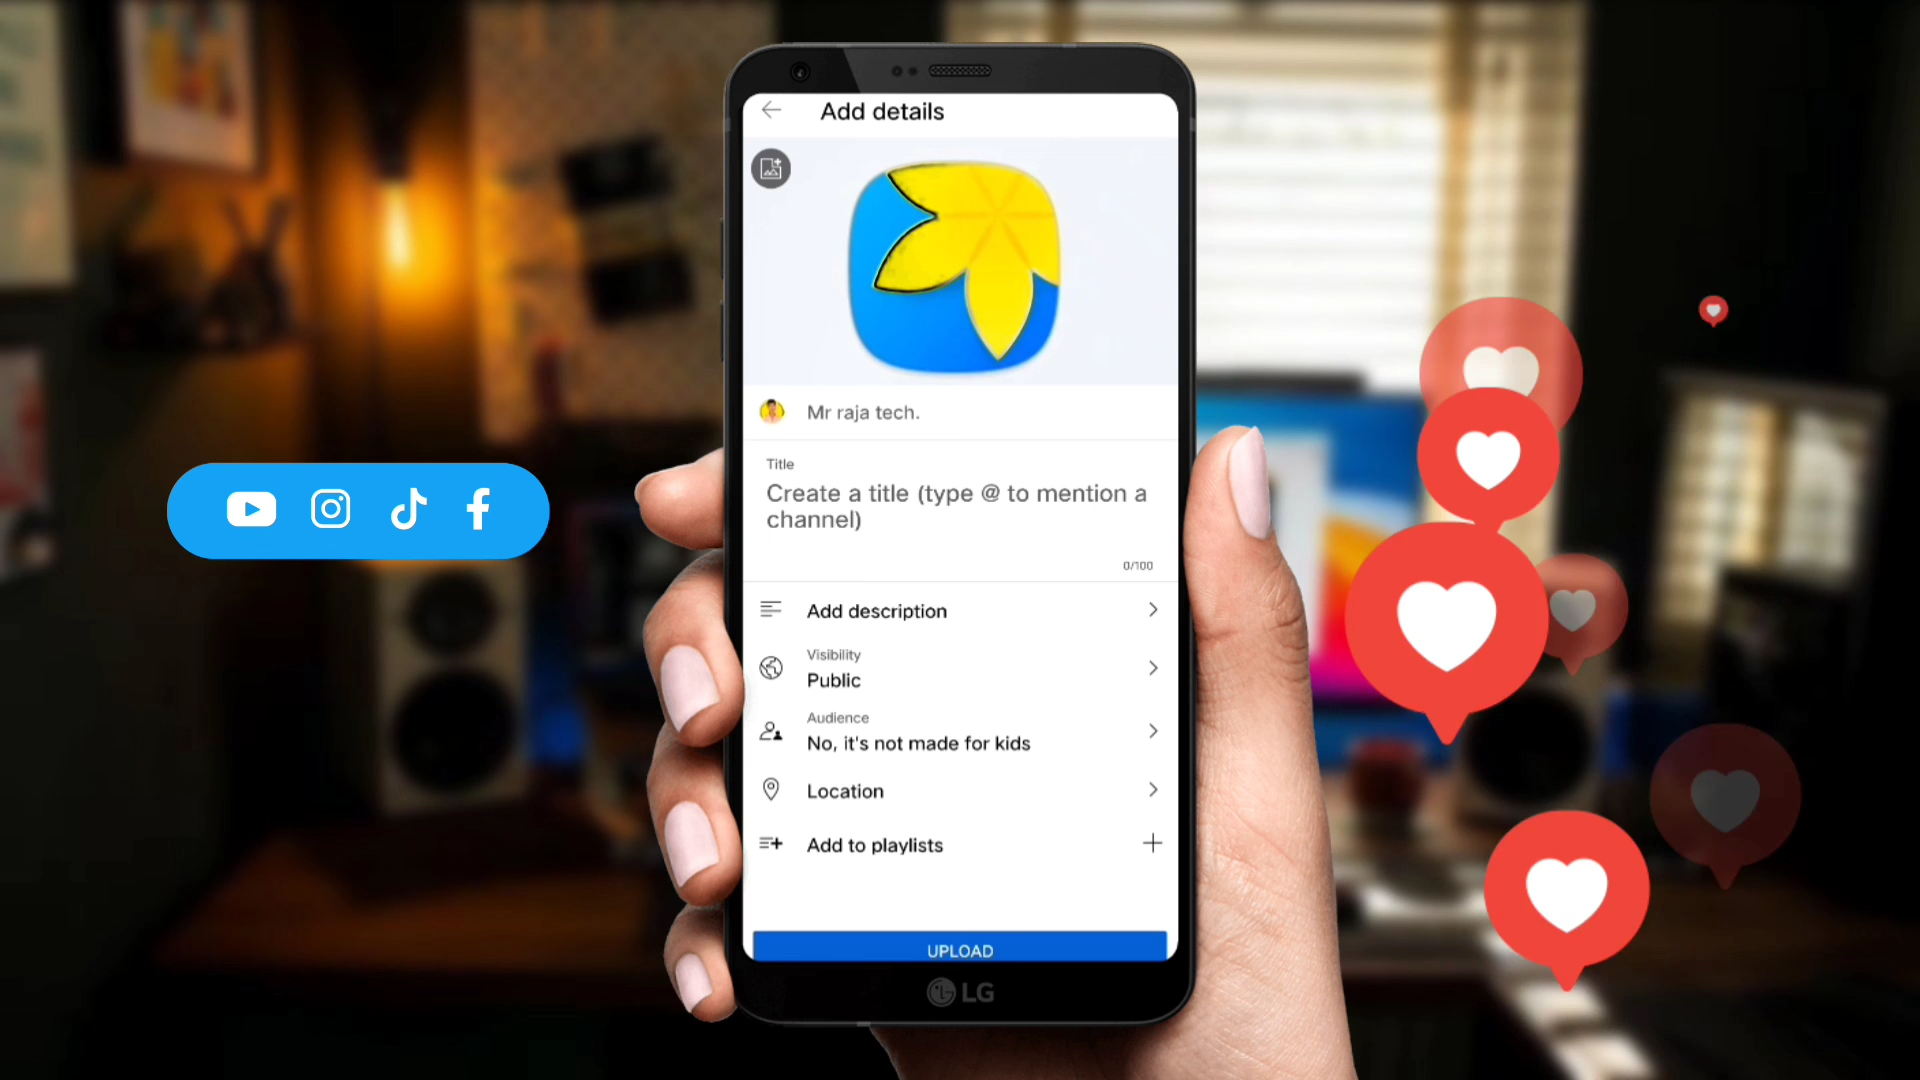 Add details
Mr raja tech.
Title
Create a title (type @ to mention a
channel)
0/100
Add description
Visibility
Public
Audience
No, it's not made for kids
Location
Add to playlists
UPLOAD
LG